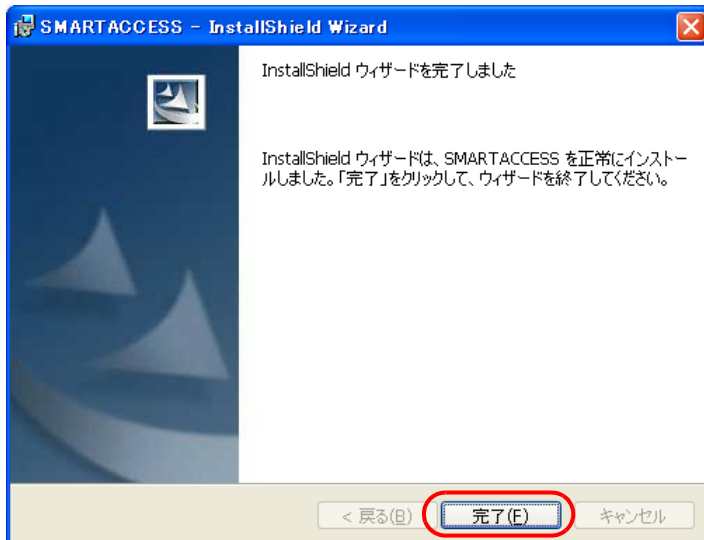 SMARTACCESS - InstallShield Wizard
InstallShield ウィザードを完了しました
InstallShield ウィザードは、SMARTACCESS を正常にインストー
ルしました。「完了」をクリックして、ウィザードを終了してください。
< 戻る(B)
完了(F)
キャンセル